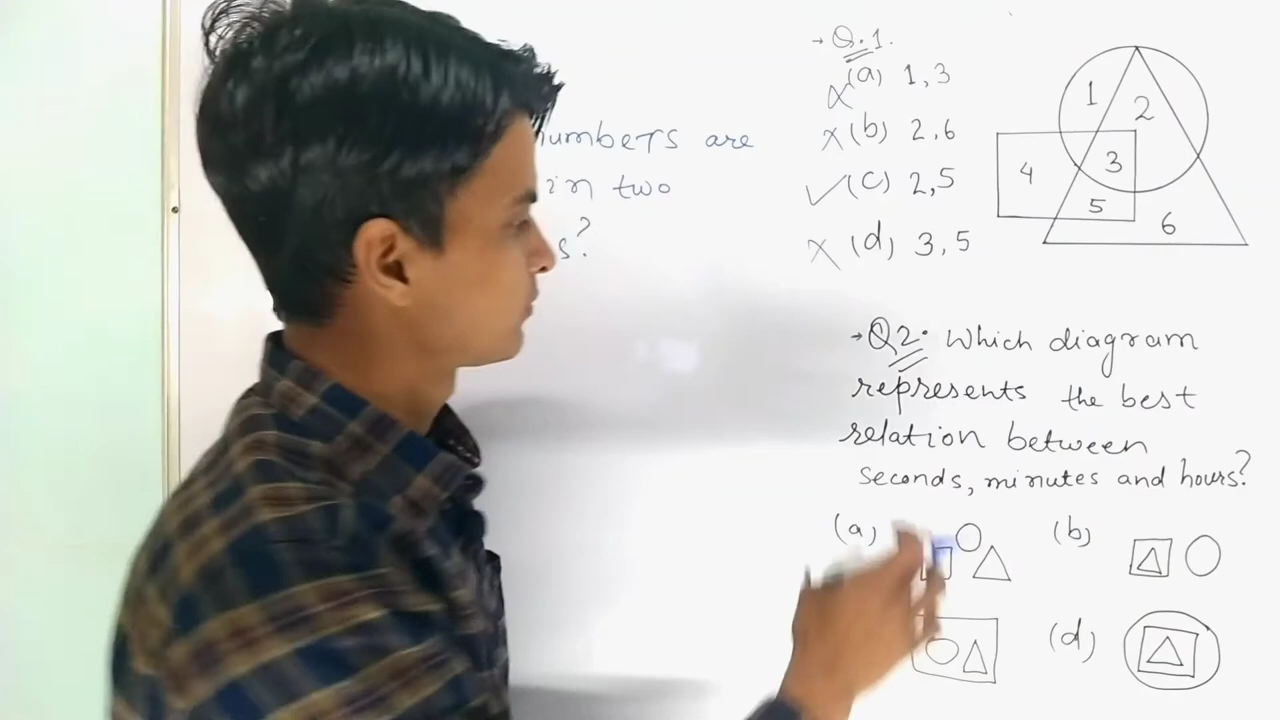 numbers are
in two
s?
→ Q.1.
(a) 1,3
x (b) 2,6
✓ (c) 2,5
x (d) 3,5
1
2
3
4
5
6
→ Q2. Which diagram
represents the best
relation between
seconds, minutes and hours?
(a)
(b)
(d)